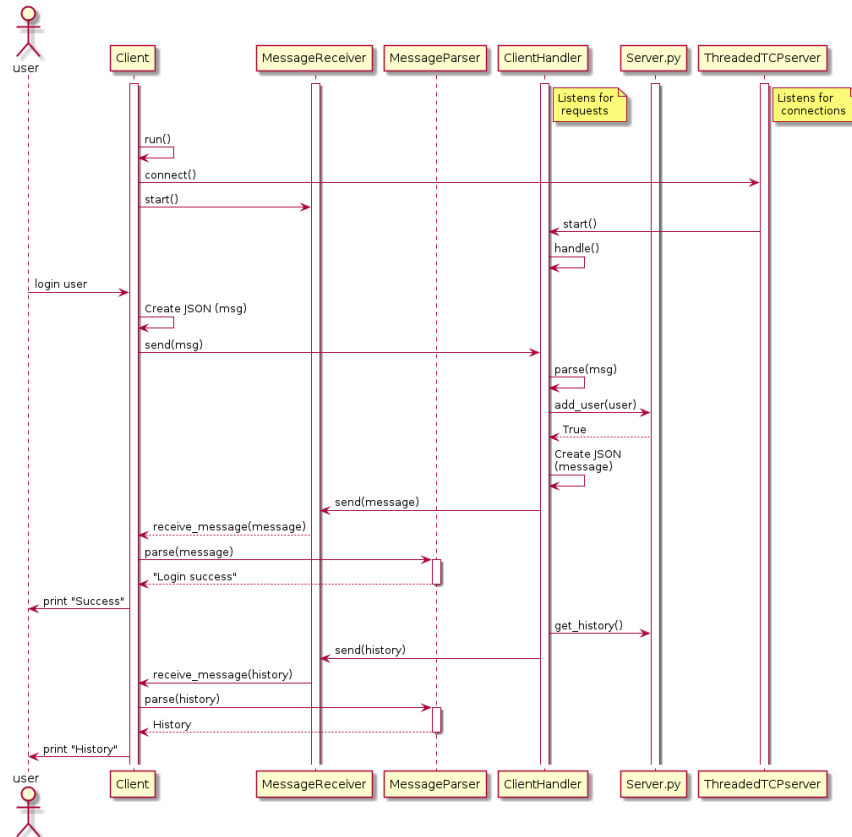 user
Client
MessageReceiver
MessageParser
ClientHandler
Server.py
ThreadedTCPserver
Listens for
requests
Listens for
connections
run()
connect()
start()
start()
handle()
login user
Create JSON (msg)
send(msg)
parse(msg)
add_user(user)
True
Create JSON
(message)
send(message)
receive_message(message)
parse(message)
"Login success"
print "Success"
get_history()
send(history)
receive_message(history)
parse(history)
History
print "History"
user
Client
MessageReceiver
MessageParser
ClientHandler
Server.py
ThreadedTCPserver